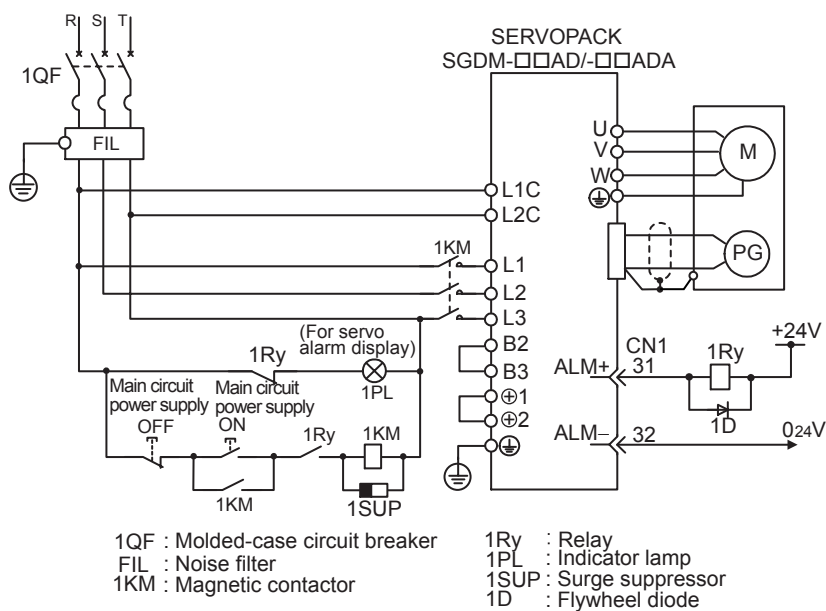 R S T
SERVOPACK
SGDM-□□AD/-□□ADA
1QF
FIL
U
V
W
M
L1C
L2C
1KM
PG
L1
L2
L3
(For servo
alarm display)
+24V
B2
CN1
1Ry
1Ry
B3
ALM+
31
1PL
Main circuit
power supply
OFF
Main circuit
power supply
ON
⊕1
1D
⊕2
1Ry
1KM
ALM−
32
024V
1KM
1SUP
1QF : Molded-case circuit breaker
FIL : Noise filter
1KM : Magnetic contactor
1Ry : Relay
1PL : Indicator lamp
1SUP : Surge suppressor
1D : Flywheel diode